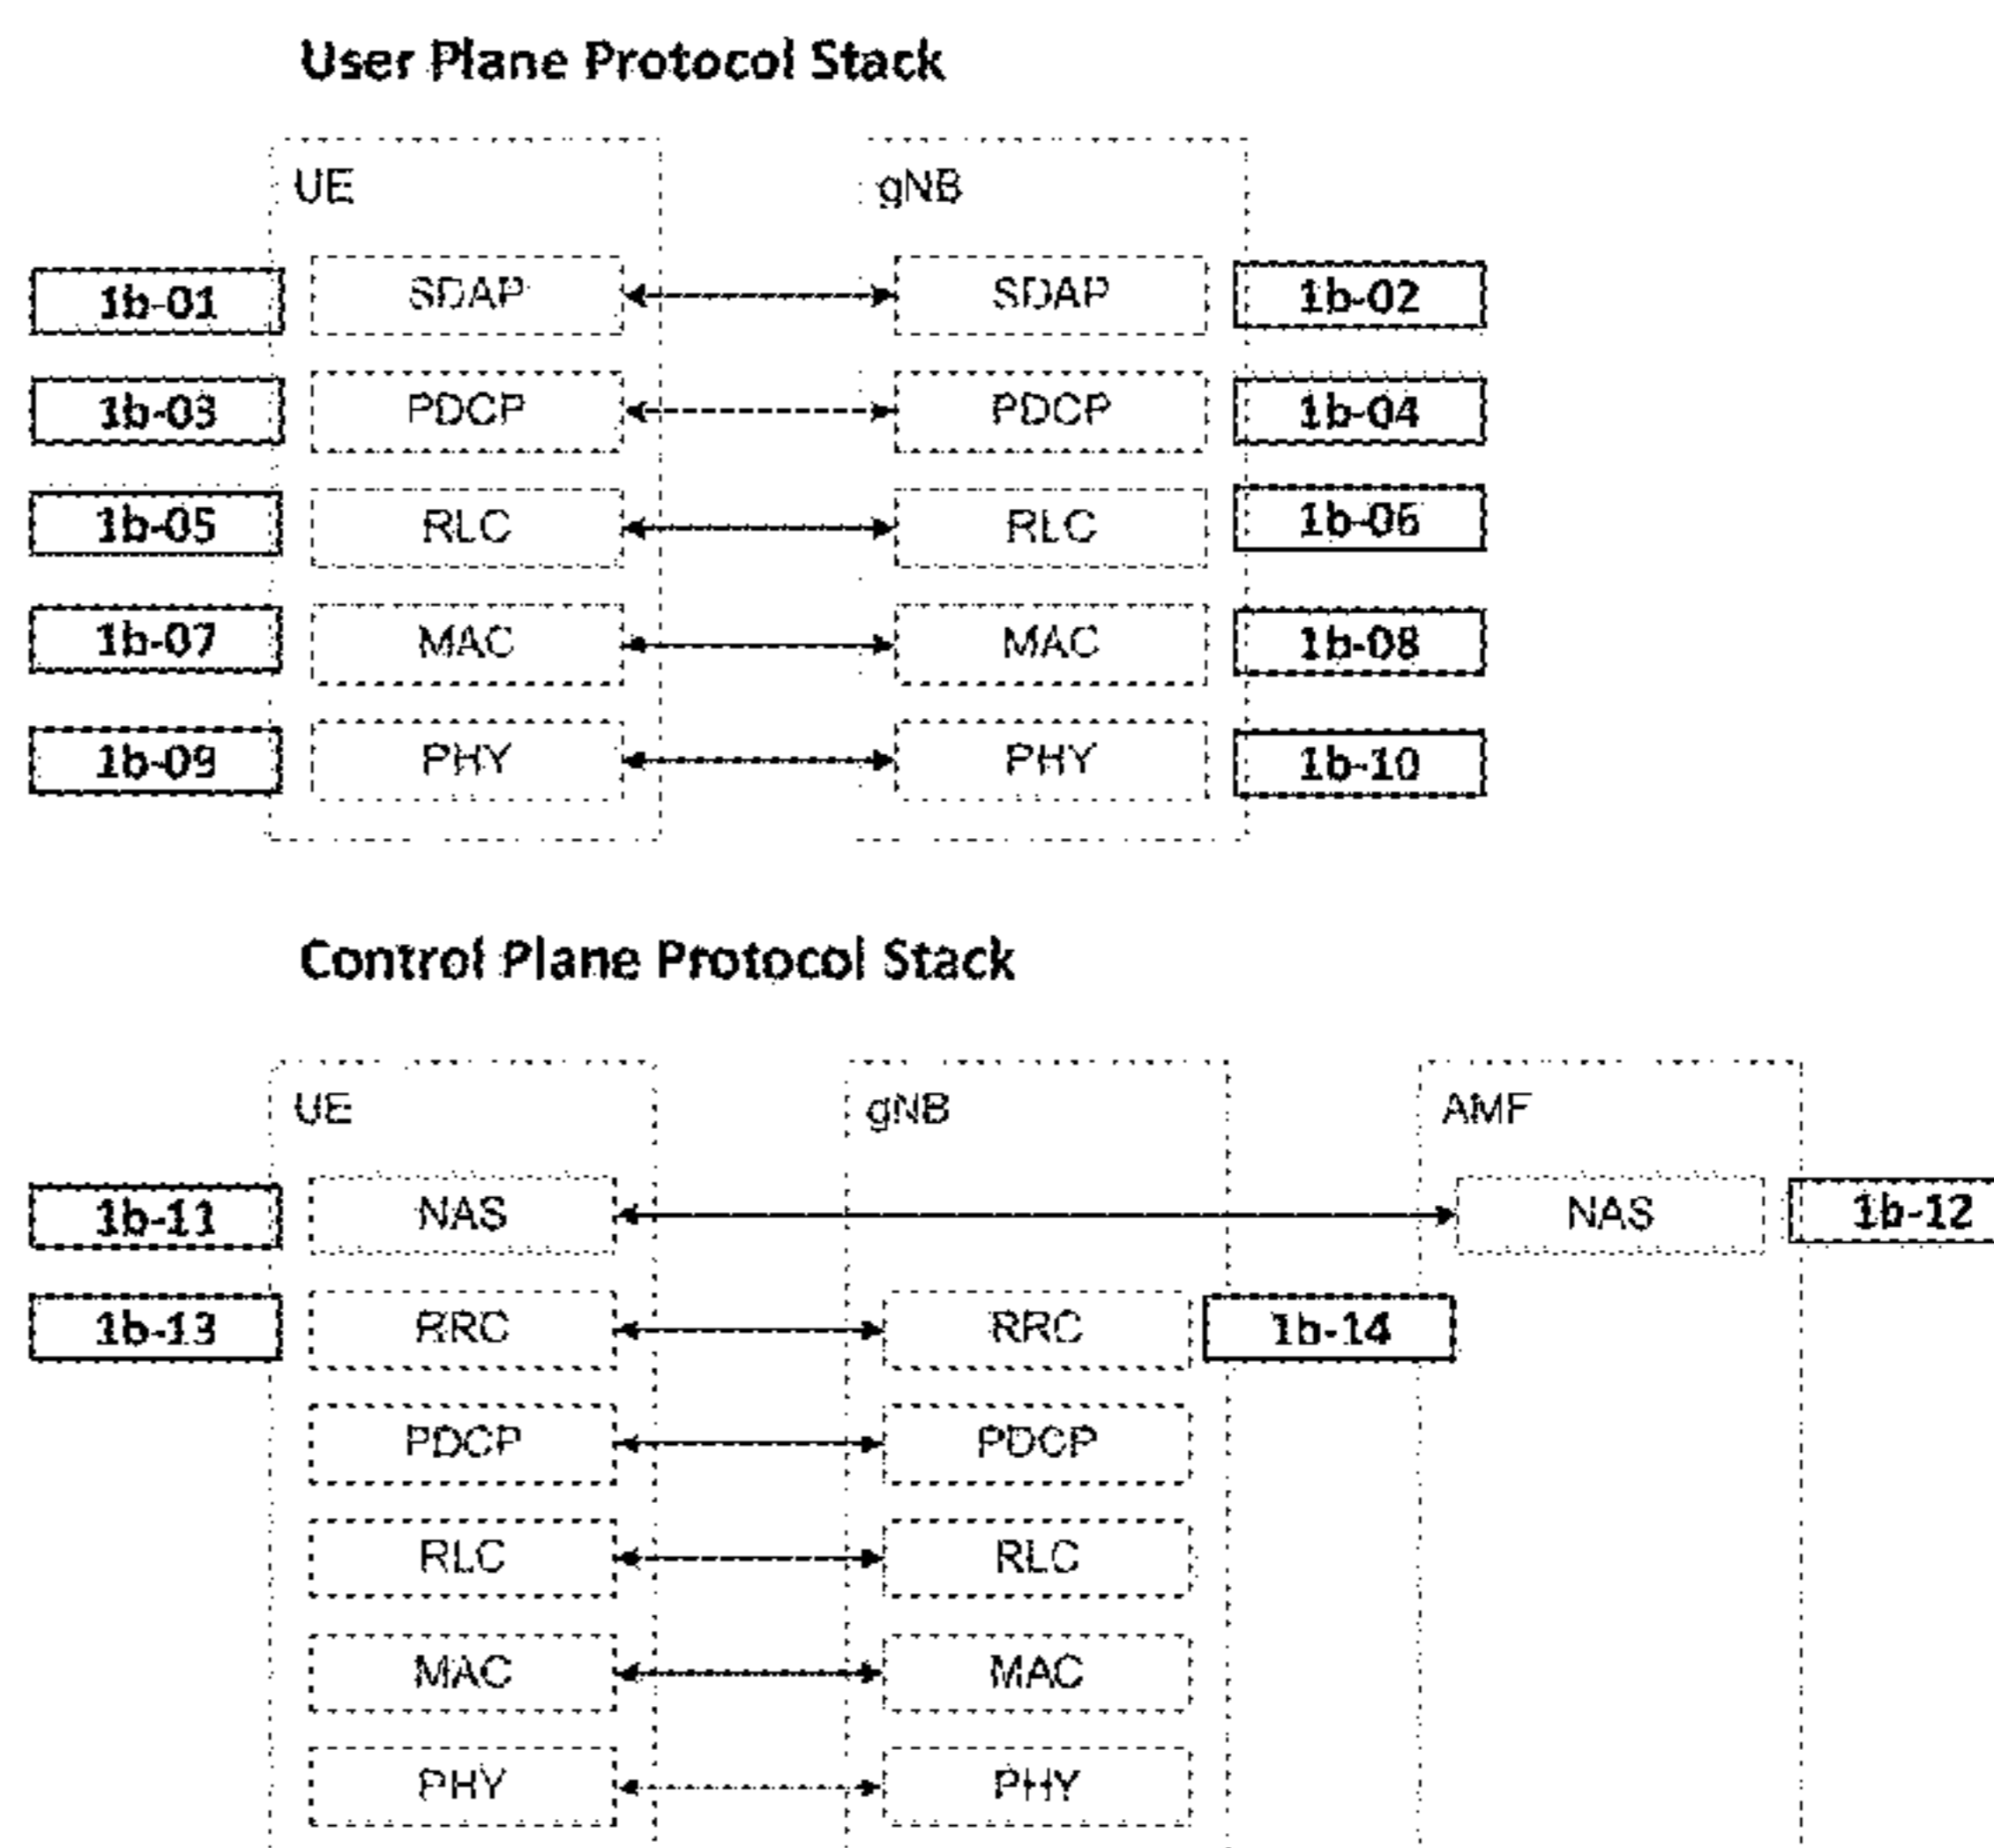 User Plane Protocol Stack
UE gNB
1b-01 SDAP SDAP 1b-02
1b-03 PDCP PDCP 1b-04
1b-05 RLC RLC 1b-06
1b-07 MAC MAC 1b-08
1b-09 PHY PHY 1b-10
Control Plane Protocol Stack
UE gNB AMF
1b-11 NAS NAS 1b-12
1b-13 RRC RRC 1b-14
PDCP PDCP
RLC RLC
MAC MAC
PHY PHY